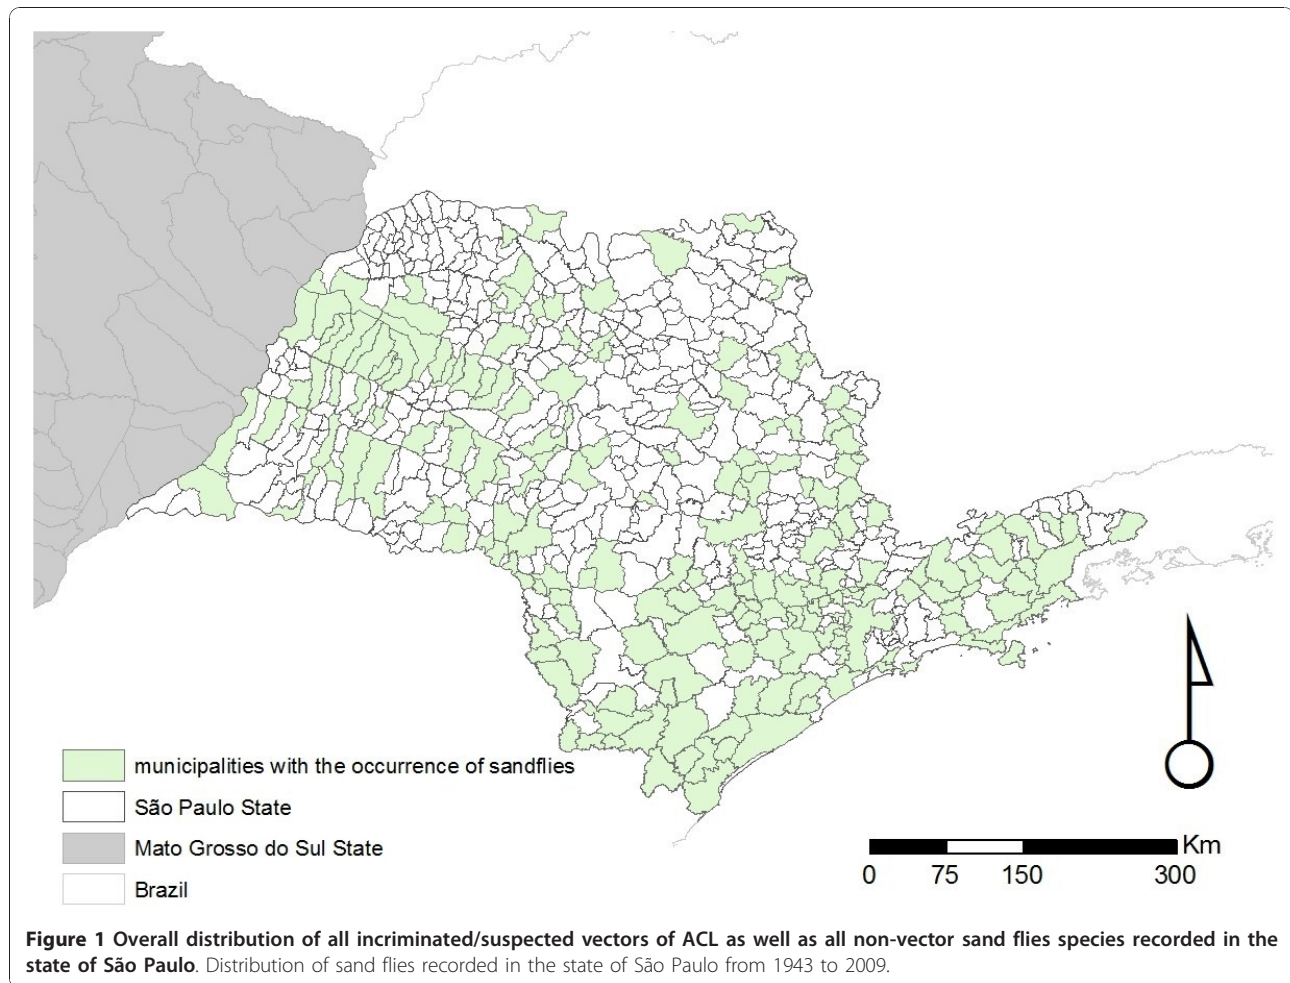 municipalities with the occurrence of sandflies
São Paulo State
Mato Grosso do Sul State
Brazil
Km
0 75 150 300
Figure 1 Overall distribution of all incriminated/suspected vectors of ACL as well as all non-vector sand flies species recorded in the
state of São Paulo. Distribution of sand flies recorded in the state of São Paulo from 1943 to 2009.